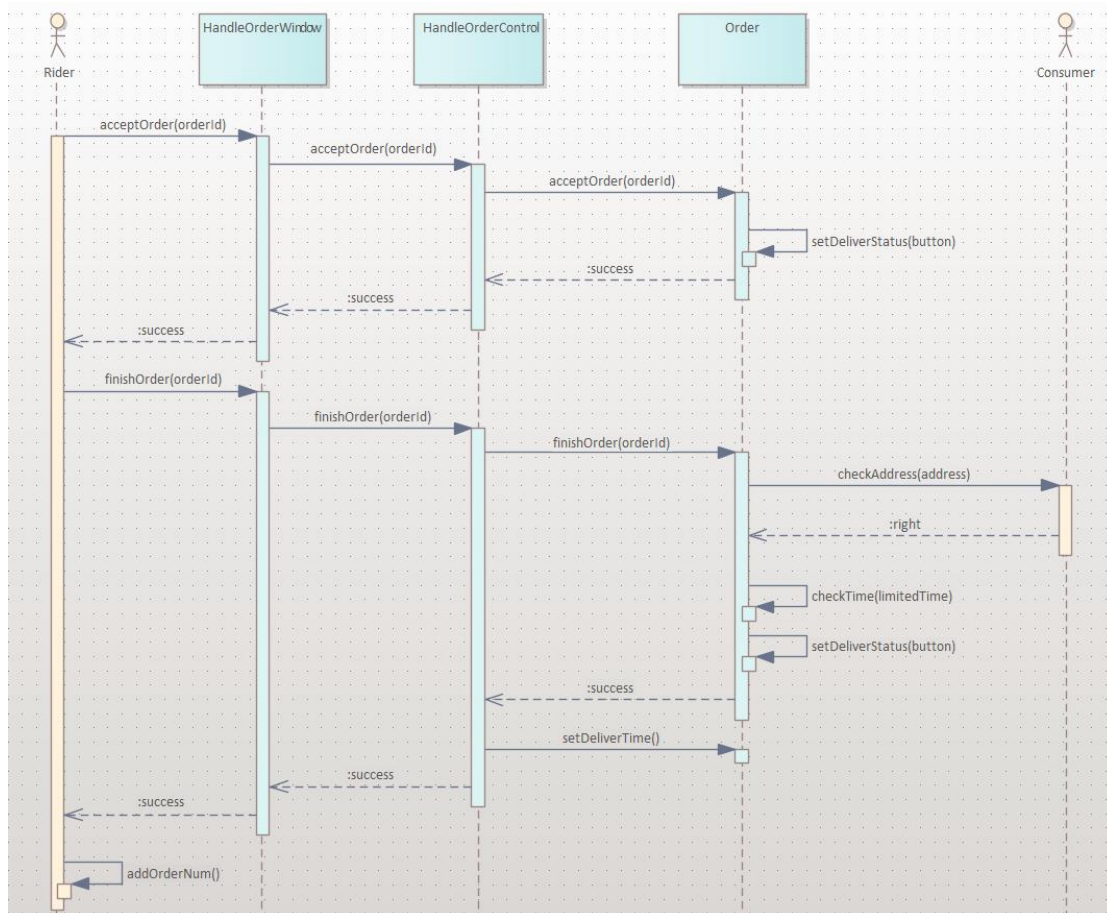 HandleOrderWindow
HandleOrderControl
Order
Rider
Consumer
acceptOrder(orderId)
acceptOrder(orderId)
acceptOrder(orderId)
setDeliverStatus(button)
:success
:success
:success
finishOrder(orderId)
finishOrder(orderId)
finishOrder(orderId)
checkAddress(address)
:right
checkTime(limitedTime)
setDeliverStatus(button)
:success
setDeliverTime()
:success
:success
addOrderNum()